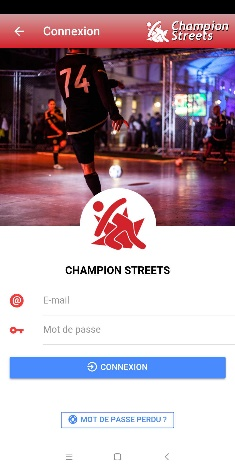 Connexion
Champion
Streets
74
CHAMPION STREETS
E-mail
Mot de passe
CONNEXION
MOT DE PASSE PERDU ?